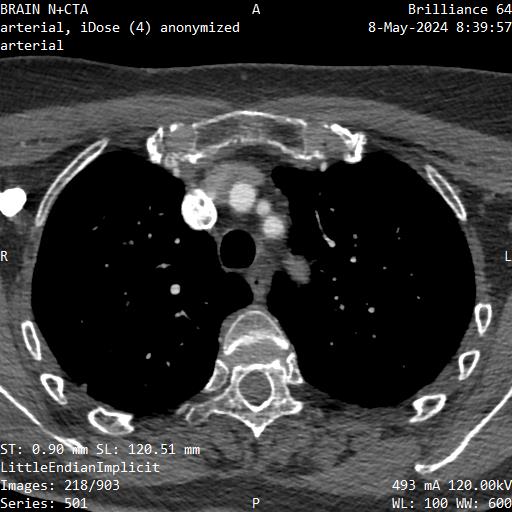 BRAIN N+CTA
A
Brilliance 64
arterial, iDose (4) anonymized
8-May-2024 8:39:57
arterial
R
L
ST: 0.90 mm SL: 120.51 mm
LittleEndianImplicit
Images: 218/903
493 mA 120.00kV
Series: 501
P
WL: 100 WW: 600